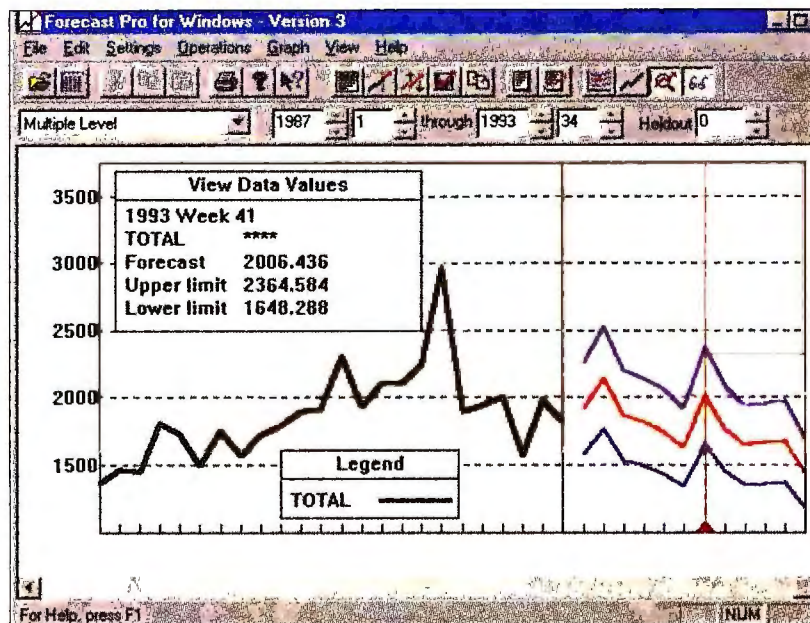 Forecast Pro for Windows - Version 3
File Edit Settings Operations Graph View Help
Multiple Level 1987 1 through 1993 34 Holdout 0
View Data Values
1993 Week 41
TOTAL ****
Forecast 2006.436
Upper limit 2364.584
Lower limit 1648.288
3500
3000
2500
2000
1500
Legend
TOTAL
For Help, press F1
NUM